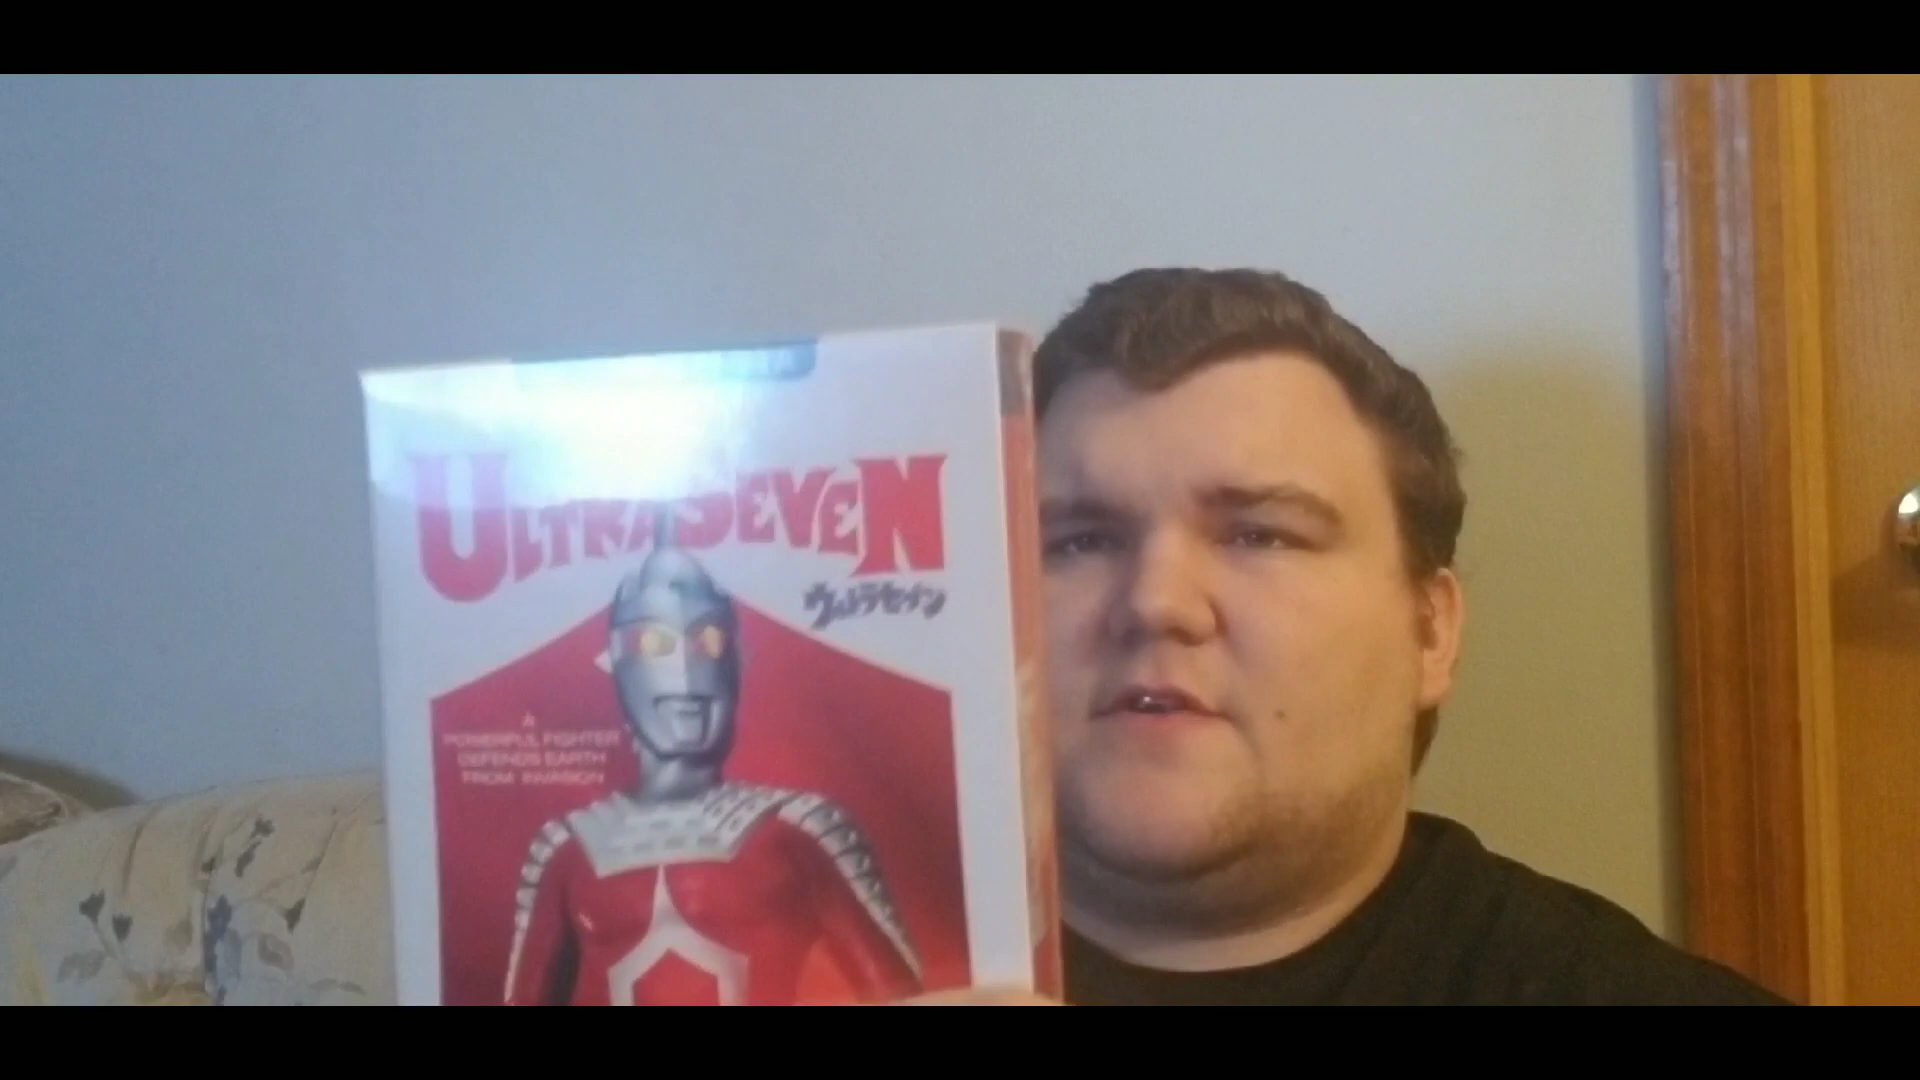 ULTRASEVEN
ウルトラセブン
A
POWERFUL FIGHTER
DEFENDS EARTH
FROM INVASION